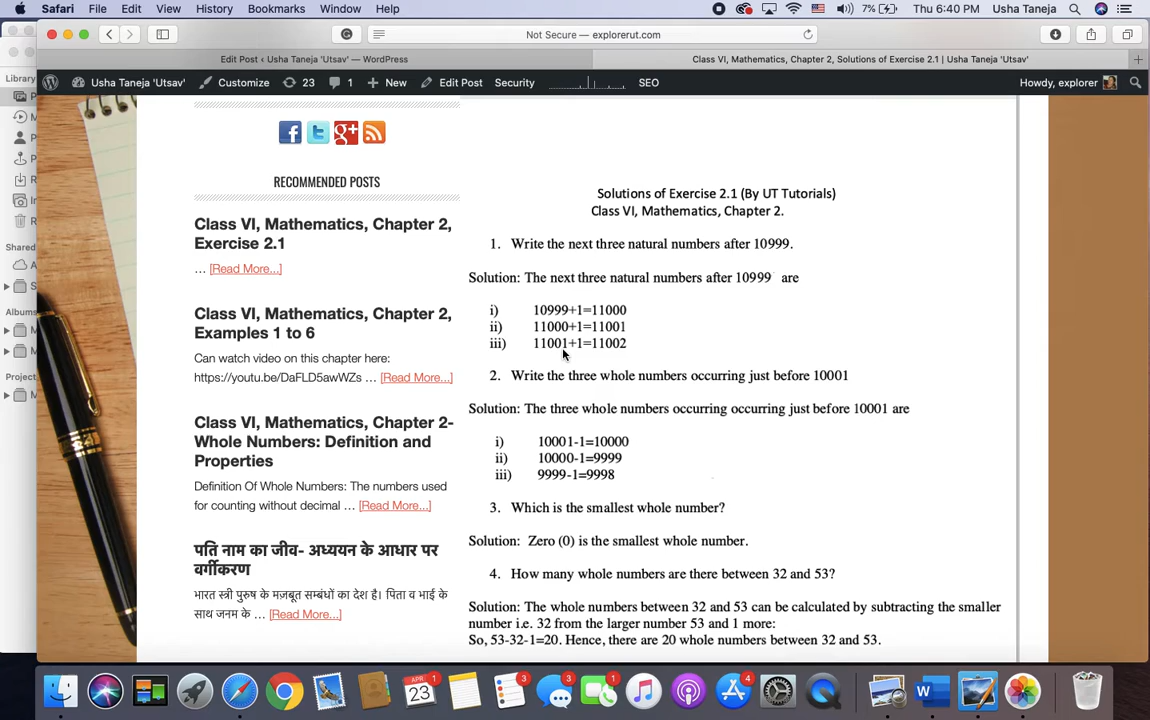 Safari File Edit View History Bookmarks Window Help 7% Thu 6:40 PM Usha Taneja
Not Secure — explorerut.com
Edit Post ‹ Usha Taneja 'Utsav' — WordPress
Class VI, Mathematics, Chapter 2, Solutions of Exercise 2.1 | Usha Taneja 'Utsav'
Usha Taneja 'Utsav' Customize 23 1 New Edit Post Security SEO Howdy, explorer
Library
Shared
Albums
Project
RECOMMENDED POSTS
Class VI, Mathematics, Chapter 2,
Exercise 2.1
... [Read More...]
Class VI, Mathematics, Chapter 2,
Examples 1 to 6
Can watch video on this chapter here:
https://youtu.be/DaFLD5awWZs ... [Read More...]
Class VI, Mathematics, Chapter 2-
Whole Numbers: Definition and
Properties
Definition Of Whole Numbers: The numbers used
for counting without decimal ... [Read More...]
पति नाम का जीव- अध्ययन के आधार पर
वर्गीकरण
भारत स्त्री पुरुष के मज़बूत सम्बंधों का देश है। पिता व भाई के
साथ जनम के ... [Read More...]
Solutions of Exercise 2.1 (By UT Tutorials)
Class VI, Mathematics, Chapter 2.
1. Write the next three natural numbers after 10999.
Solution: The next three natural numbers after 10999 are
i) 10999+1=11000
ii) 11000+1=11001
iii) 11001+1=11002
2. Write the three whole numbers occurring just before 10001
Solution: The three whole numbers occurring occurring just before 10001 are
i) 10001-1=10000
ii) 10000-1=9999
iii) 9999-1=9998
3. Which is the smallest whole number?
Solution: Zero (0) is the smallest whole number.
4. How many whole numbers are there between 32 and 53?
Solution: The whole numbers between 32 and 53 can be calculated by subtracting the smaller
number i.e. 32 from the larger number 53 and 1 more:
So, 53-32-1=20. Hence, there are 20 whole numbers between 32 and 53.
APR 23 1 3 3 1 4